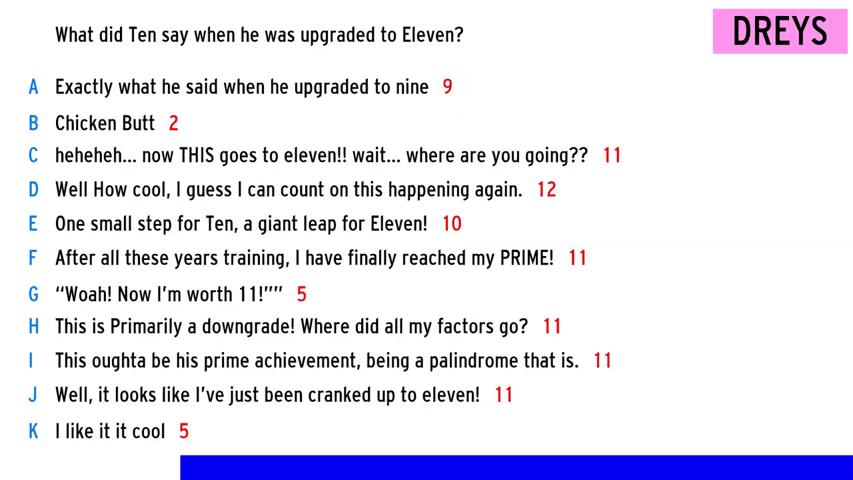 What did Ten say when he was upgraded to Eleven?
DREYS
A Exactly what he said when he upgraded to nine 9
B Chicken Butt 2
C heheheh... now THIS goes to eleven!! wait... where are you going?? 11
D Well How cool, I guess I can count on this happening again. 12
E One small step for Ten, a giant leap for Eleven! 10
F After all these years training, I have finally reached my PRIME! 11
G “Woah! Now I’m worth 11!”” 5
H This is Primarily a downgrade! Where did all my factors go? 11
I This oughta be his prime achievement, being a palindrome that is. 11
J Well, it looks like I’ve just been cranked up to eleven! 11
K I like it it cool 5